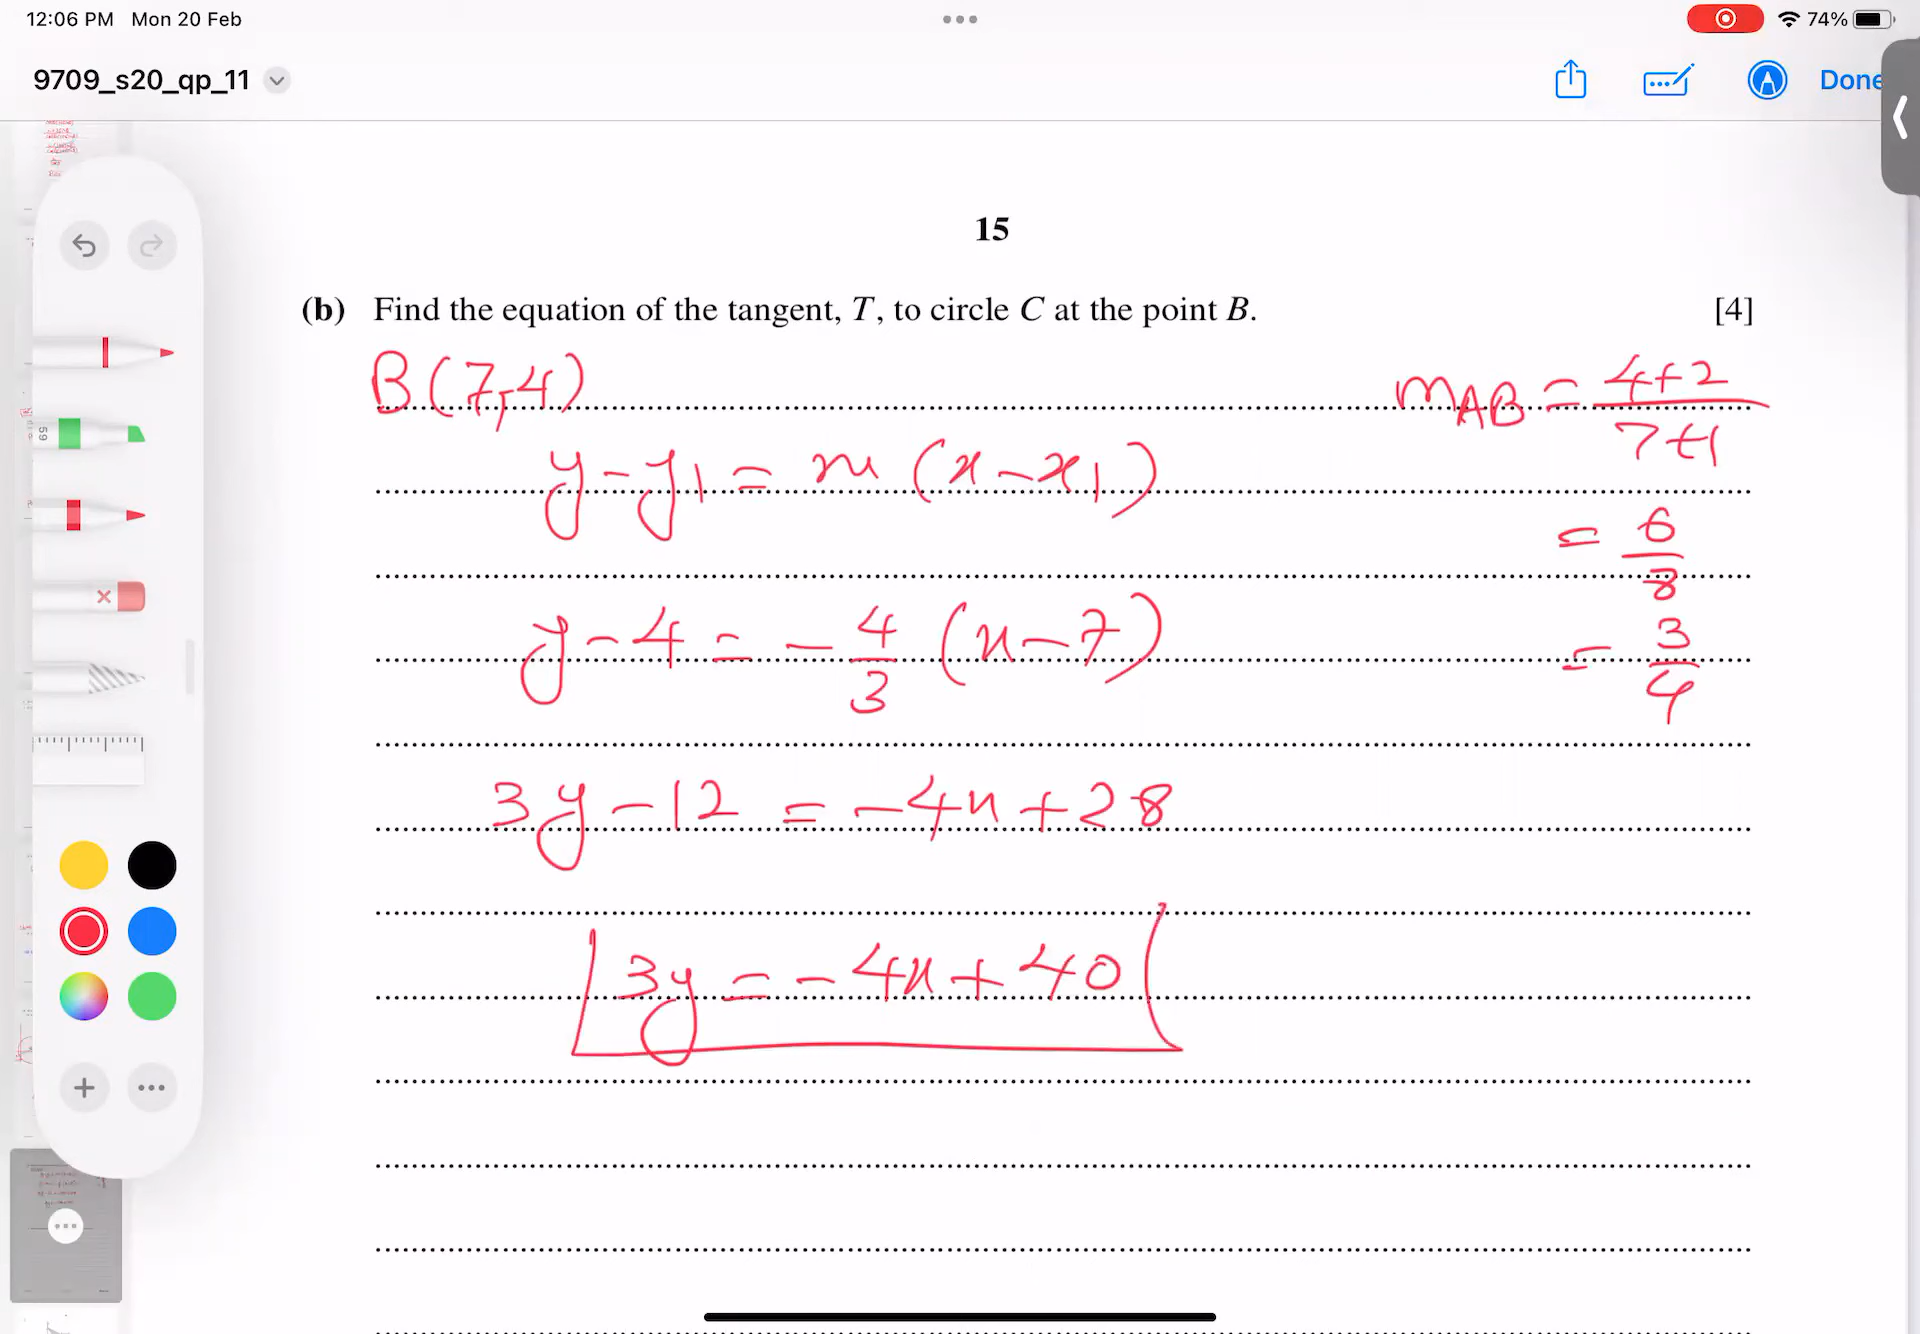 12:06 PM Mon 20 Feb
74%
9709_s20_qp_11
Done
15
(b) Find the equation of the tangent, T, to circle C at the point B. [4]
B(7,4)
m_AB = (4+2)/(7+1)
y-y₁ = m(x-x₁)
= 6/8
y-4 = -4/3 (x-7)
= 3/4
3y-12 = -4x+28
3y = -4x+40
59